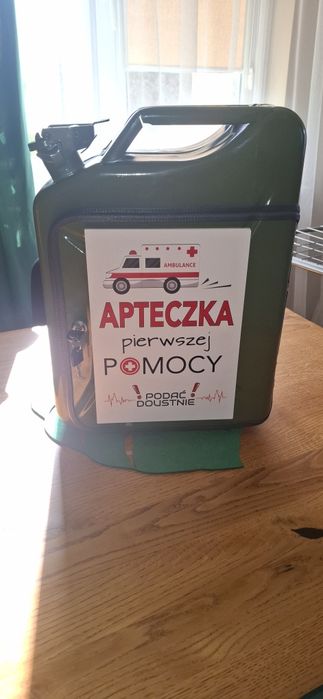 AMBULANCE
APTECZKA
pierwszej
POMOCY
! PODAĆ !
DOUSTNIE